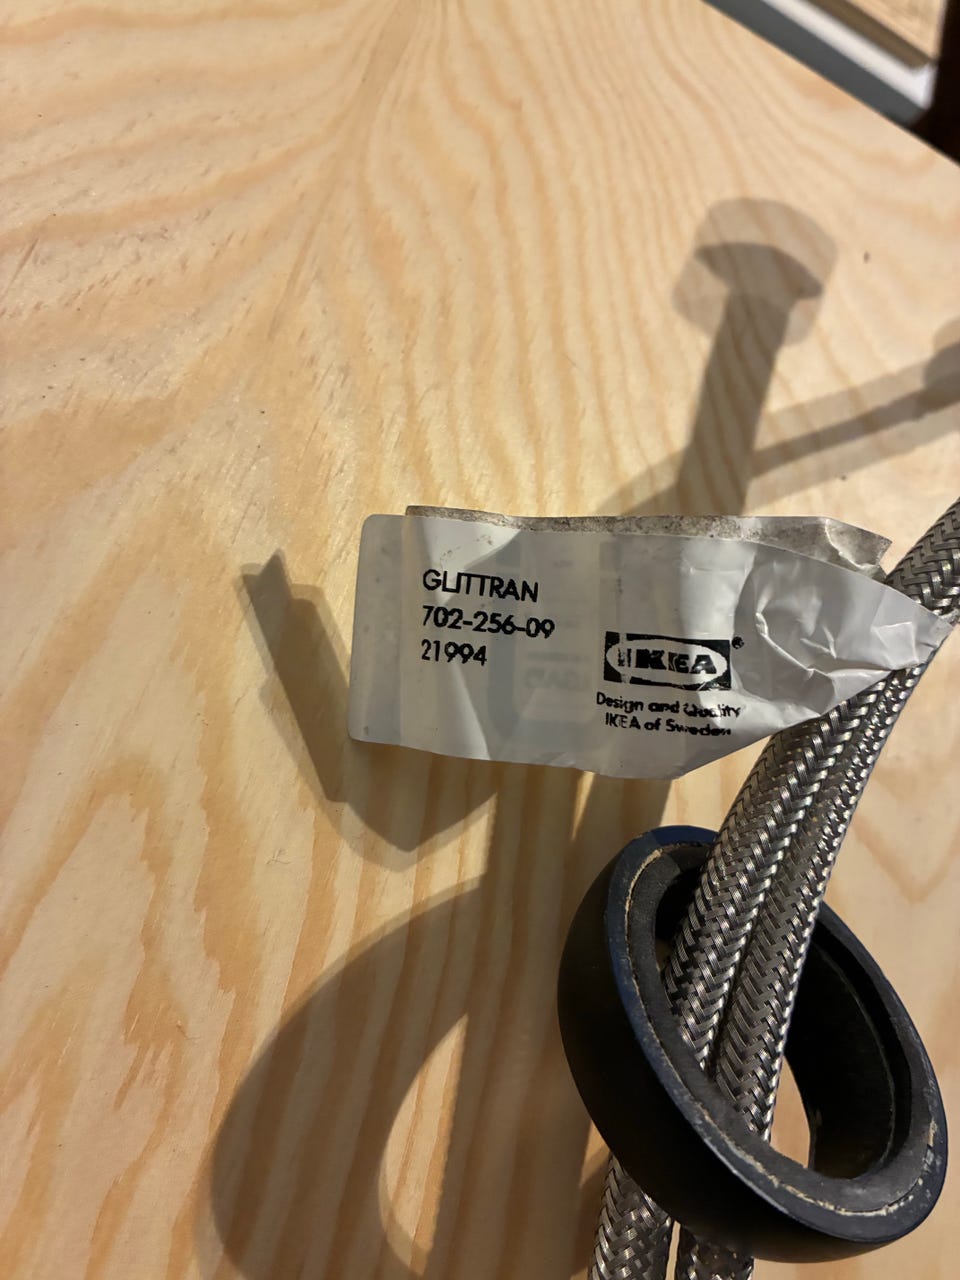 GLITTRAN
702-256-09
21994
IKEA®
Design and Quality
IKEA of Sweden